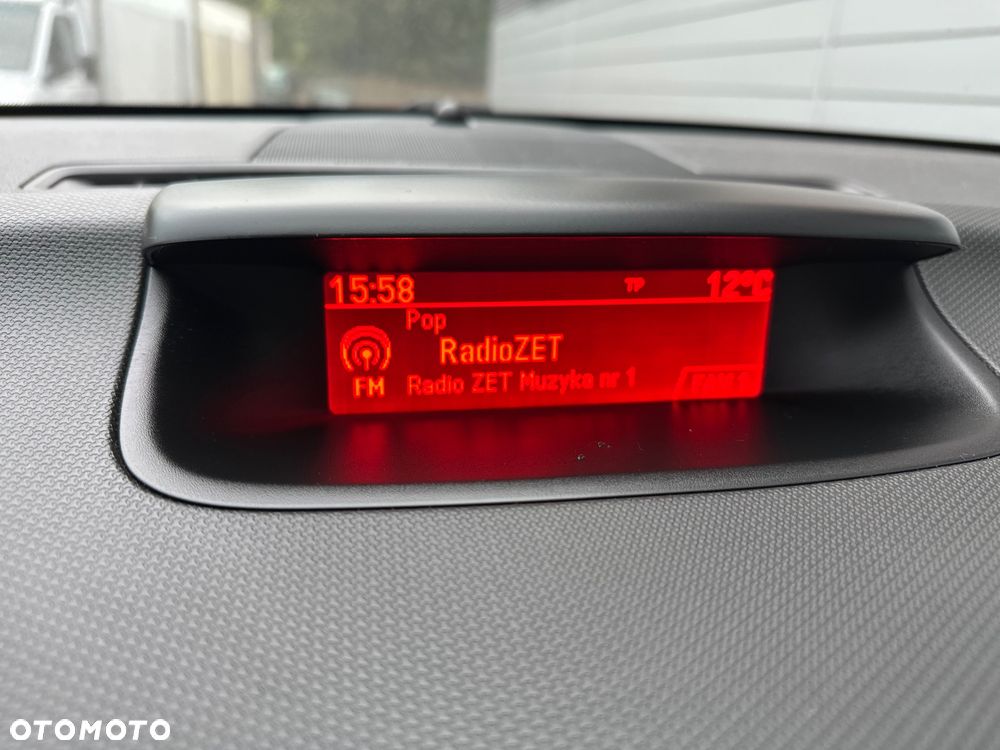 15:58 TP 12°C
Pop
RadioZET
FM Radio ZET Muzyka nr 1
OTOMOTO